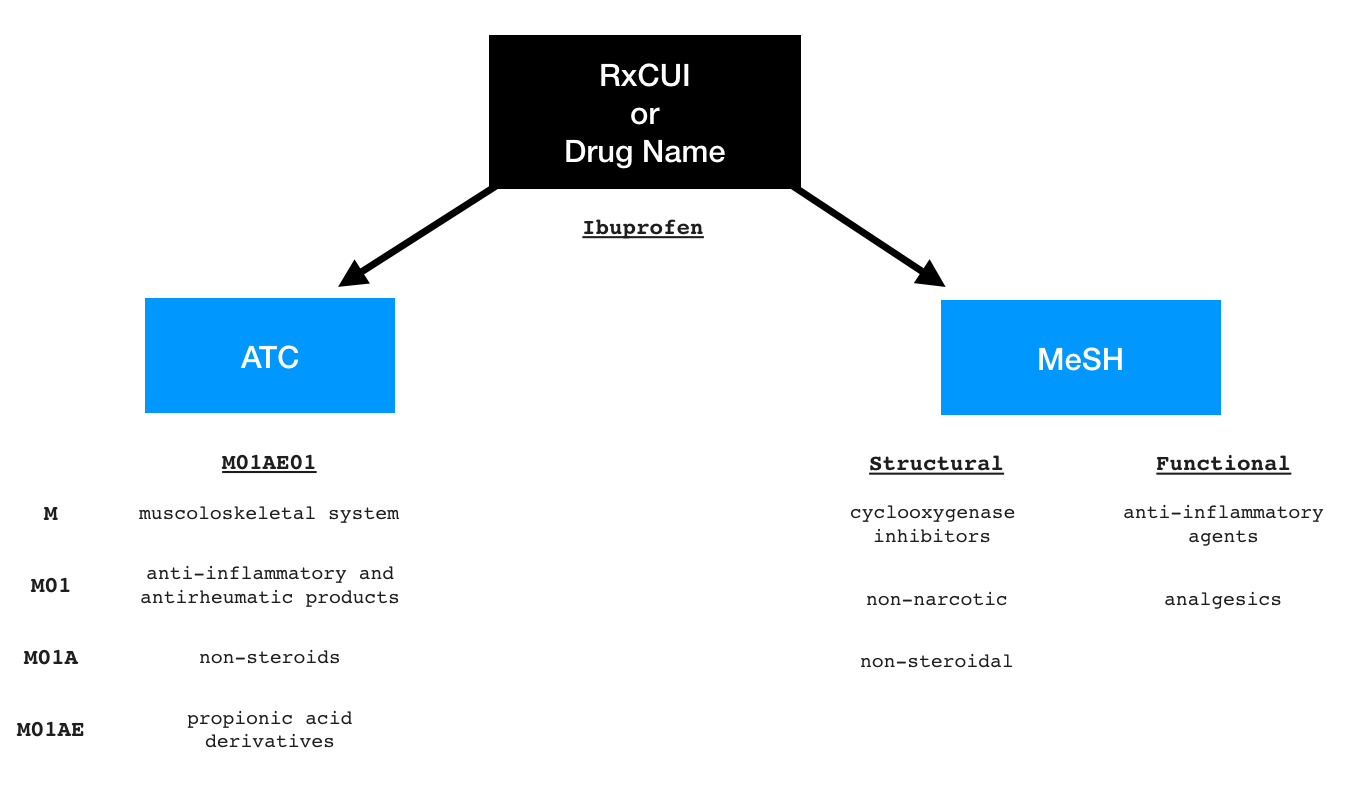 RxCUI
or
Drug Name
Ibuprofen
ATC
MeSH
M01AE01
M
muscoloskeletal system
M01
anti-inflammatory and
antirheumatic products
M01A
non-steroids
M01AE
propionic acid
derivatives
Structural
cyclooxygenase
inhibitors
non-narcotic
non-steroidal
Functional
anti-inflammatory
agents
analgesics